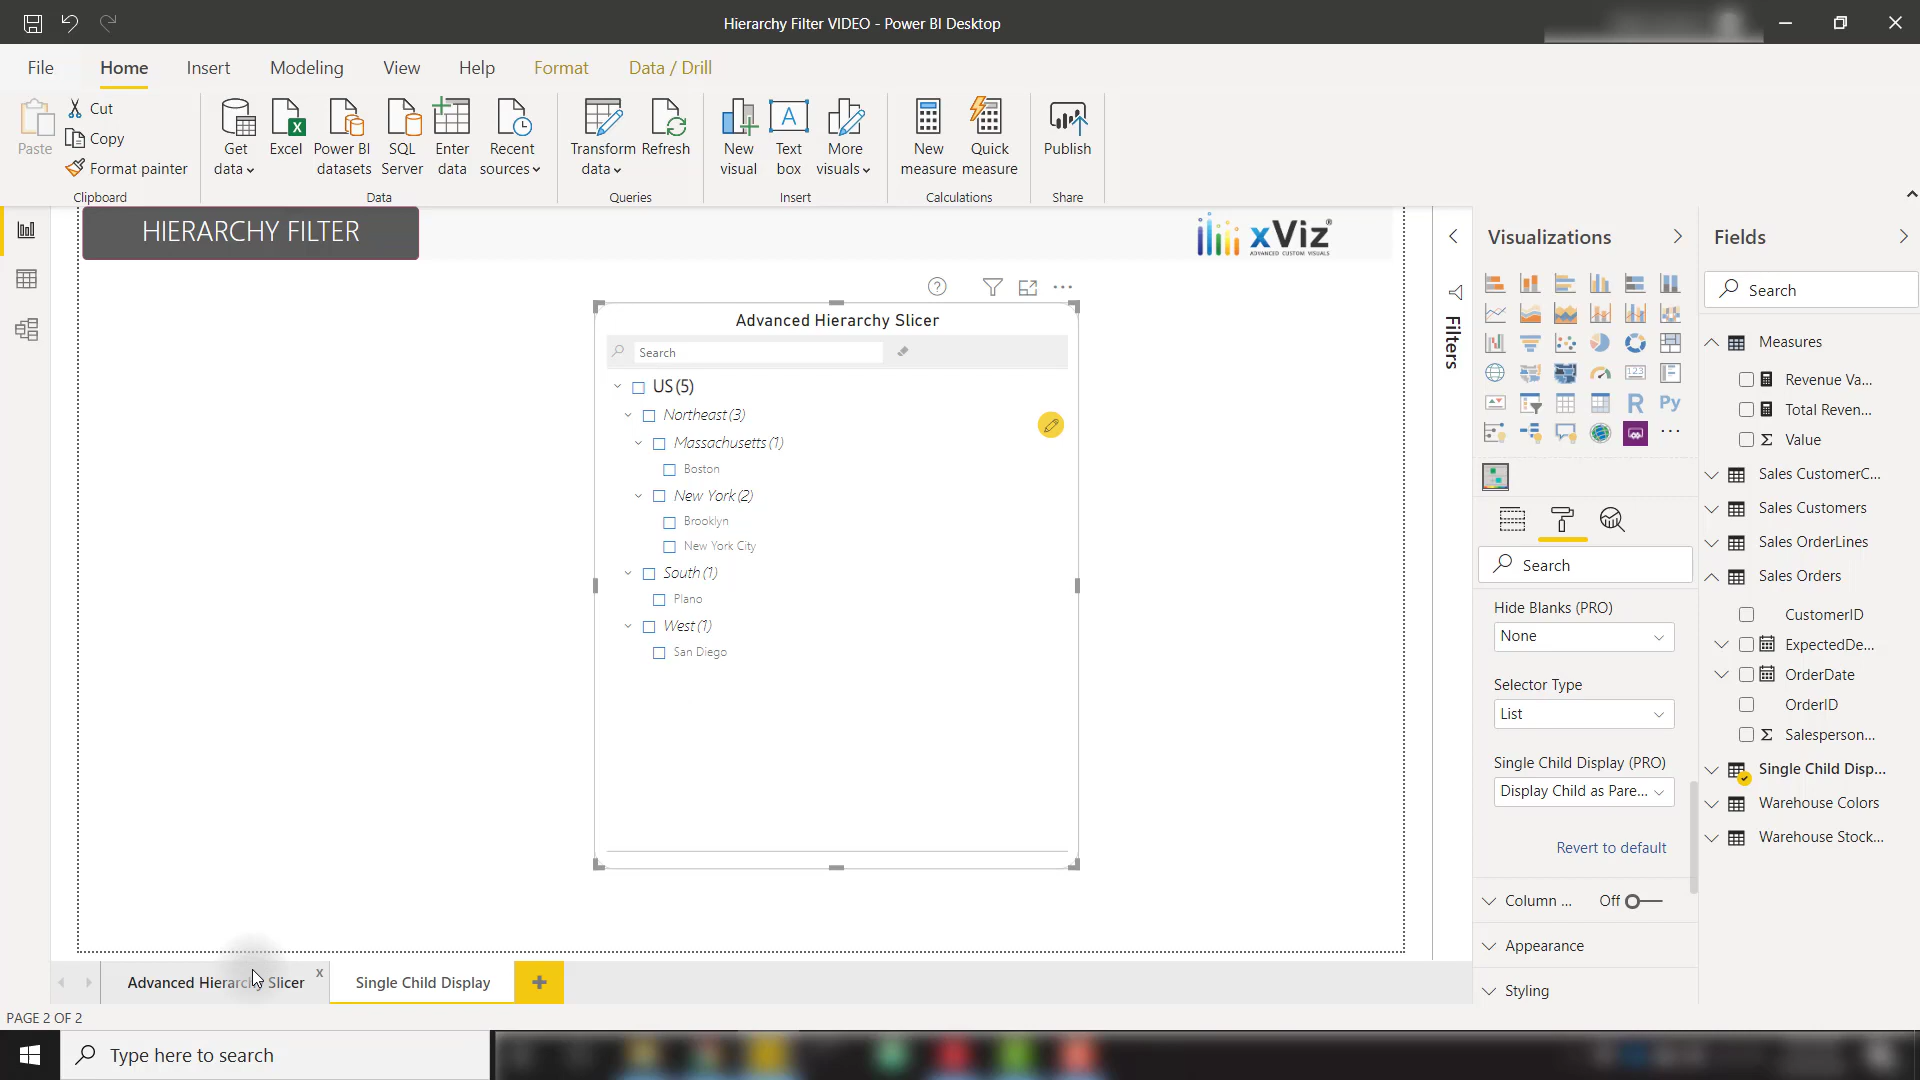 Hierarchy Filter VIDEO - Power BI Desktop
File Home Insert Modeling View Help Format Data / Drill
Paste
Cut
Copy
Format painter
Clipboard
Get data
Excel
Power BI datasets
SQL Server
Enter data
Recent sources
Data
Transform data
Refresh
Queries
New visual
Text box
More visuals
Insert
New measure
Quick measure
Calculations
Publish
Share
HIERARCHY FILTER
xViz®
ADVANCED CUSTOM VISUALS
Advanced Hierarchy Slicer
Search
US (5)
Northeast (3)
Massachusetts (1)
Boston
New York (2)
Brooklyn
New York City
South (1)
Plano
West (1)
San Diego
Filters
Visualizations
123
R Py
Search
Hide Blanks (PRO)
None
Selector Type
List
Single Child Display (PRO)
Display Child as Pare...
Revert to default
Column ... Off
Appearance
Styling
Fields
Search
Measures
Revenue Va...
Total Reven...
Σ Value
Sales CustomerC...
Sales Customers
Sales OrderLines
Sales Orders
CustomerID
ExpectedDe...
OrderDate
OrderID
Σ Salesperson...
Single Child Disp...
Warehouse Colors
Warehouse Stock...
Advanced Hierarchy Slicer x
Single Child Display
+
PAGE 2 OF 2
Type here to search